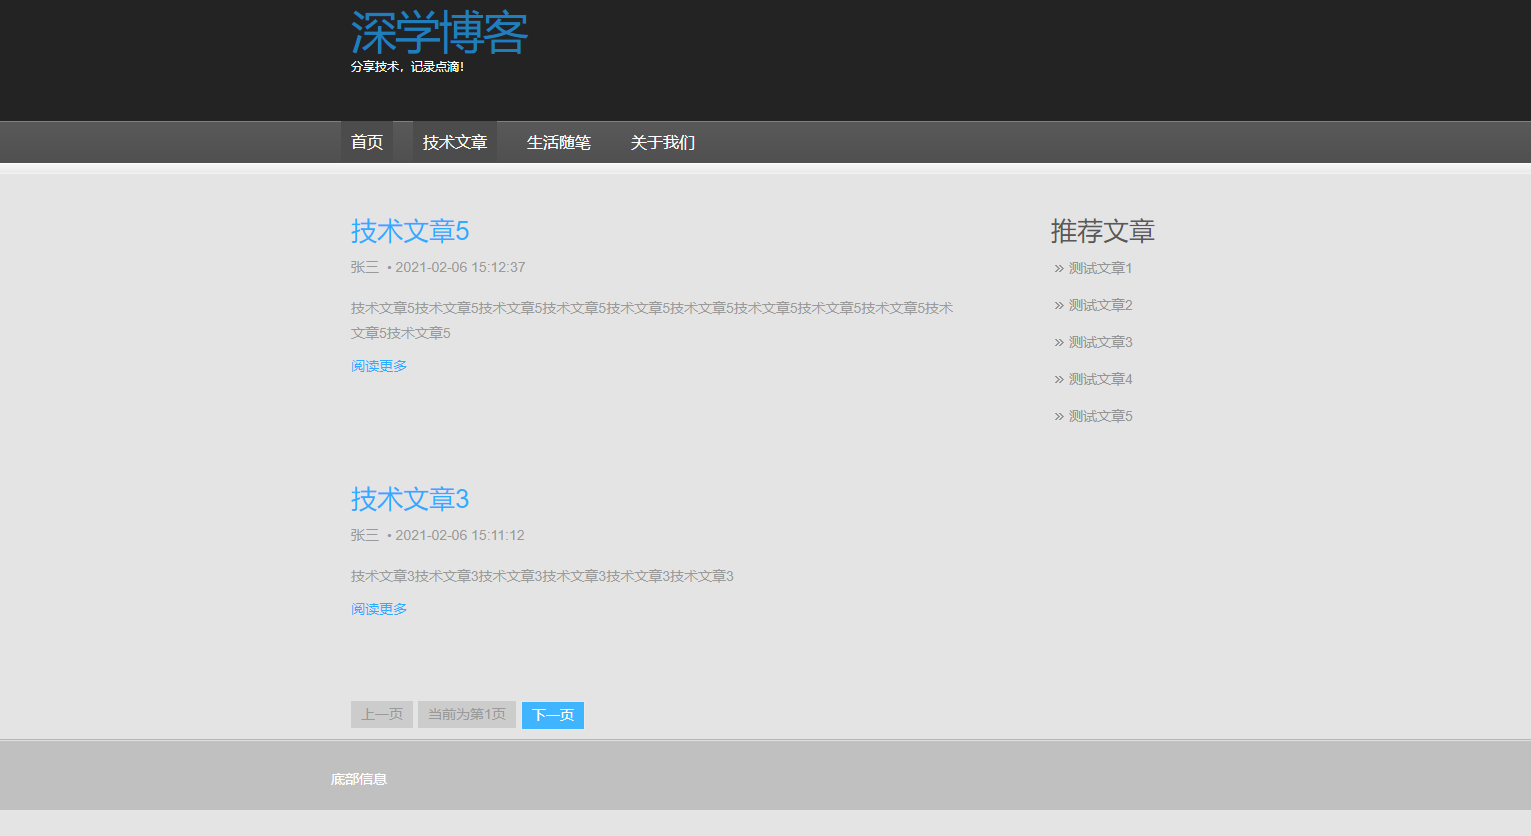 深学博客
分享技术，记录点滴！
首页 技术文章 生活随笔 关于我们
技术文章5
张三 • 2021-02-06 15:12:37
技术文章5技术文章5技术文章5技术文章5技术文章5技术文章5技术文章5技术文章5技术文章5技术
文章5技术文章5
阅读更多
技术文章3
张三 • 2021-02-06 15:11:12
技术文章3技术文章3技术文章3技术文章3技术文章3技术文章3
阅读更多
上一页 当前为第1页 下一页
推荐文章
» 测试文章1
» 测试文章2
» 测试文章3
» 测试文章4
» 测试文章5
底部信息